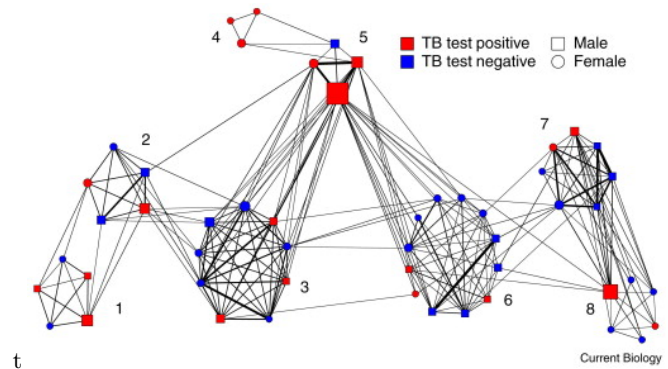 4
5
TB test positive
Male
TB test negative
Female
2
7
3
6
1
8
t
Current Biology